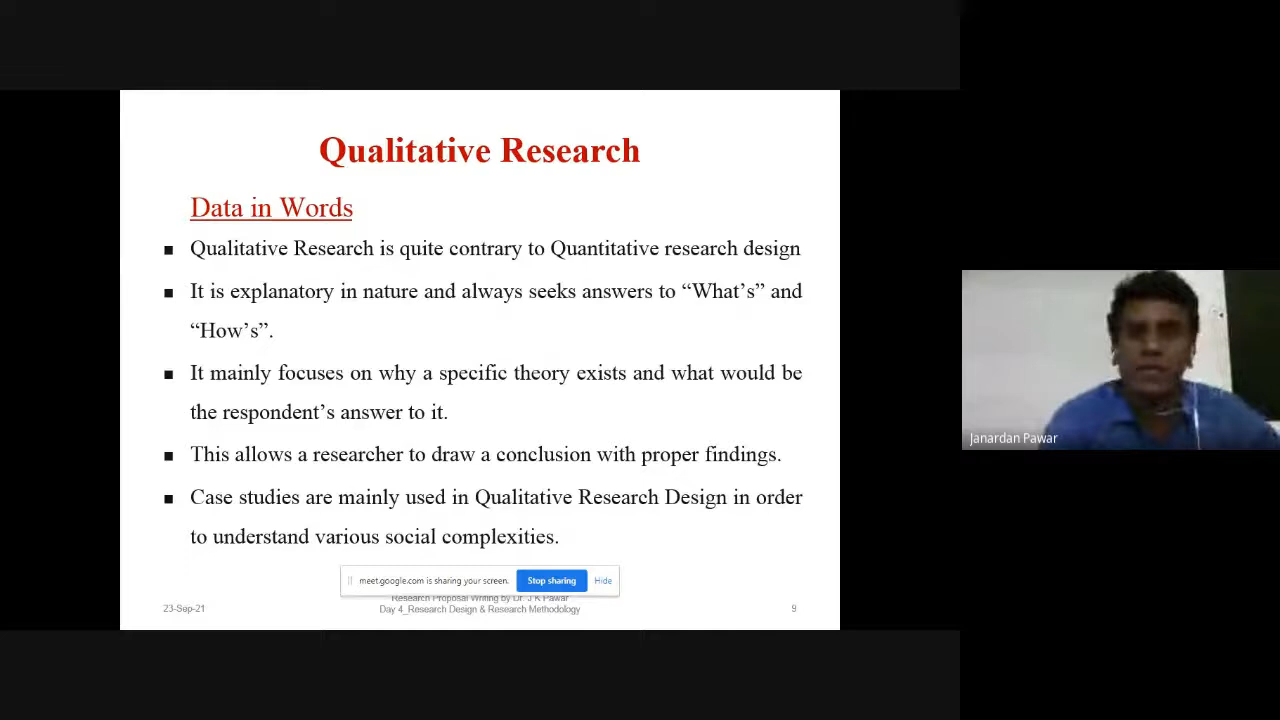 Qualitative Research
Data in Words
▪ Qualitative Research is quite contrary to Quantitative research design
▪ It is explanatory in nature and always seeks answers to “What’s” and
“How’s”.
▪ It mainly focuses on why a specific theory exists and what would be
the respondent’s answer to it.
▪ This allows a researcher to draw a conclusion with proper findings.
▪ Case studies are mainly used in Qualitative Research Design in order
to understand various social complexities.
meet.google.com is sharing your screen. Stop sharing Hide
Research Proposal Writing by Dr. J K Pawar
23-Sep-21 Day 4_Research Design & Research Methodology 9
Janardan Pawar